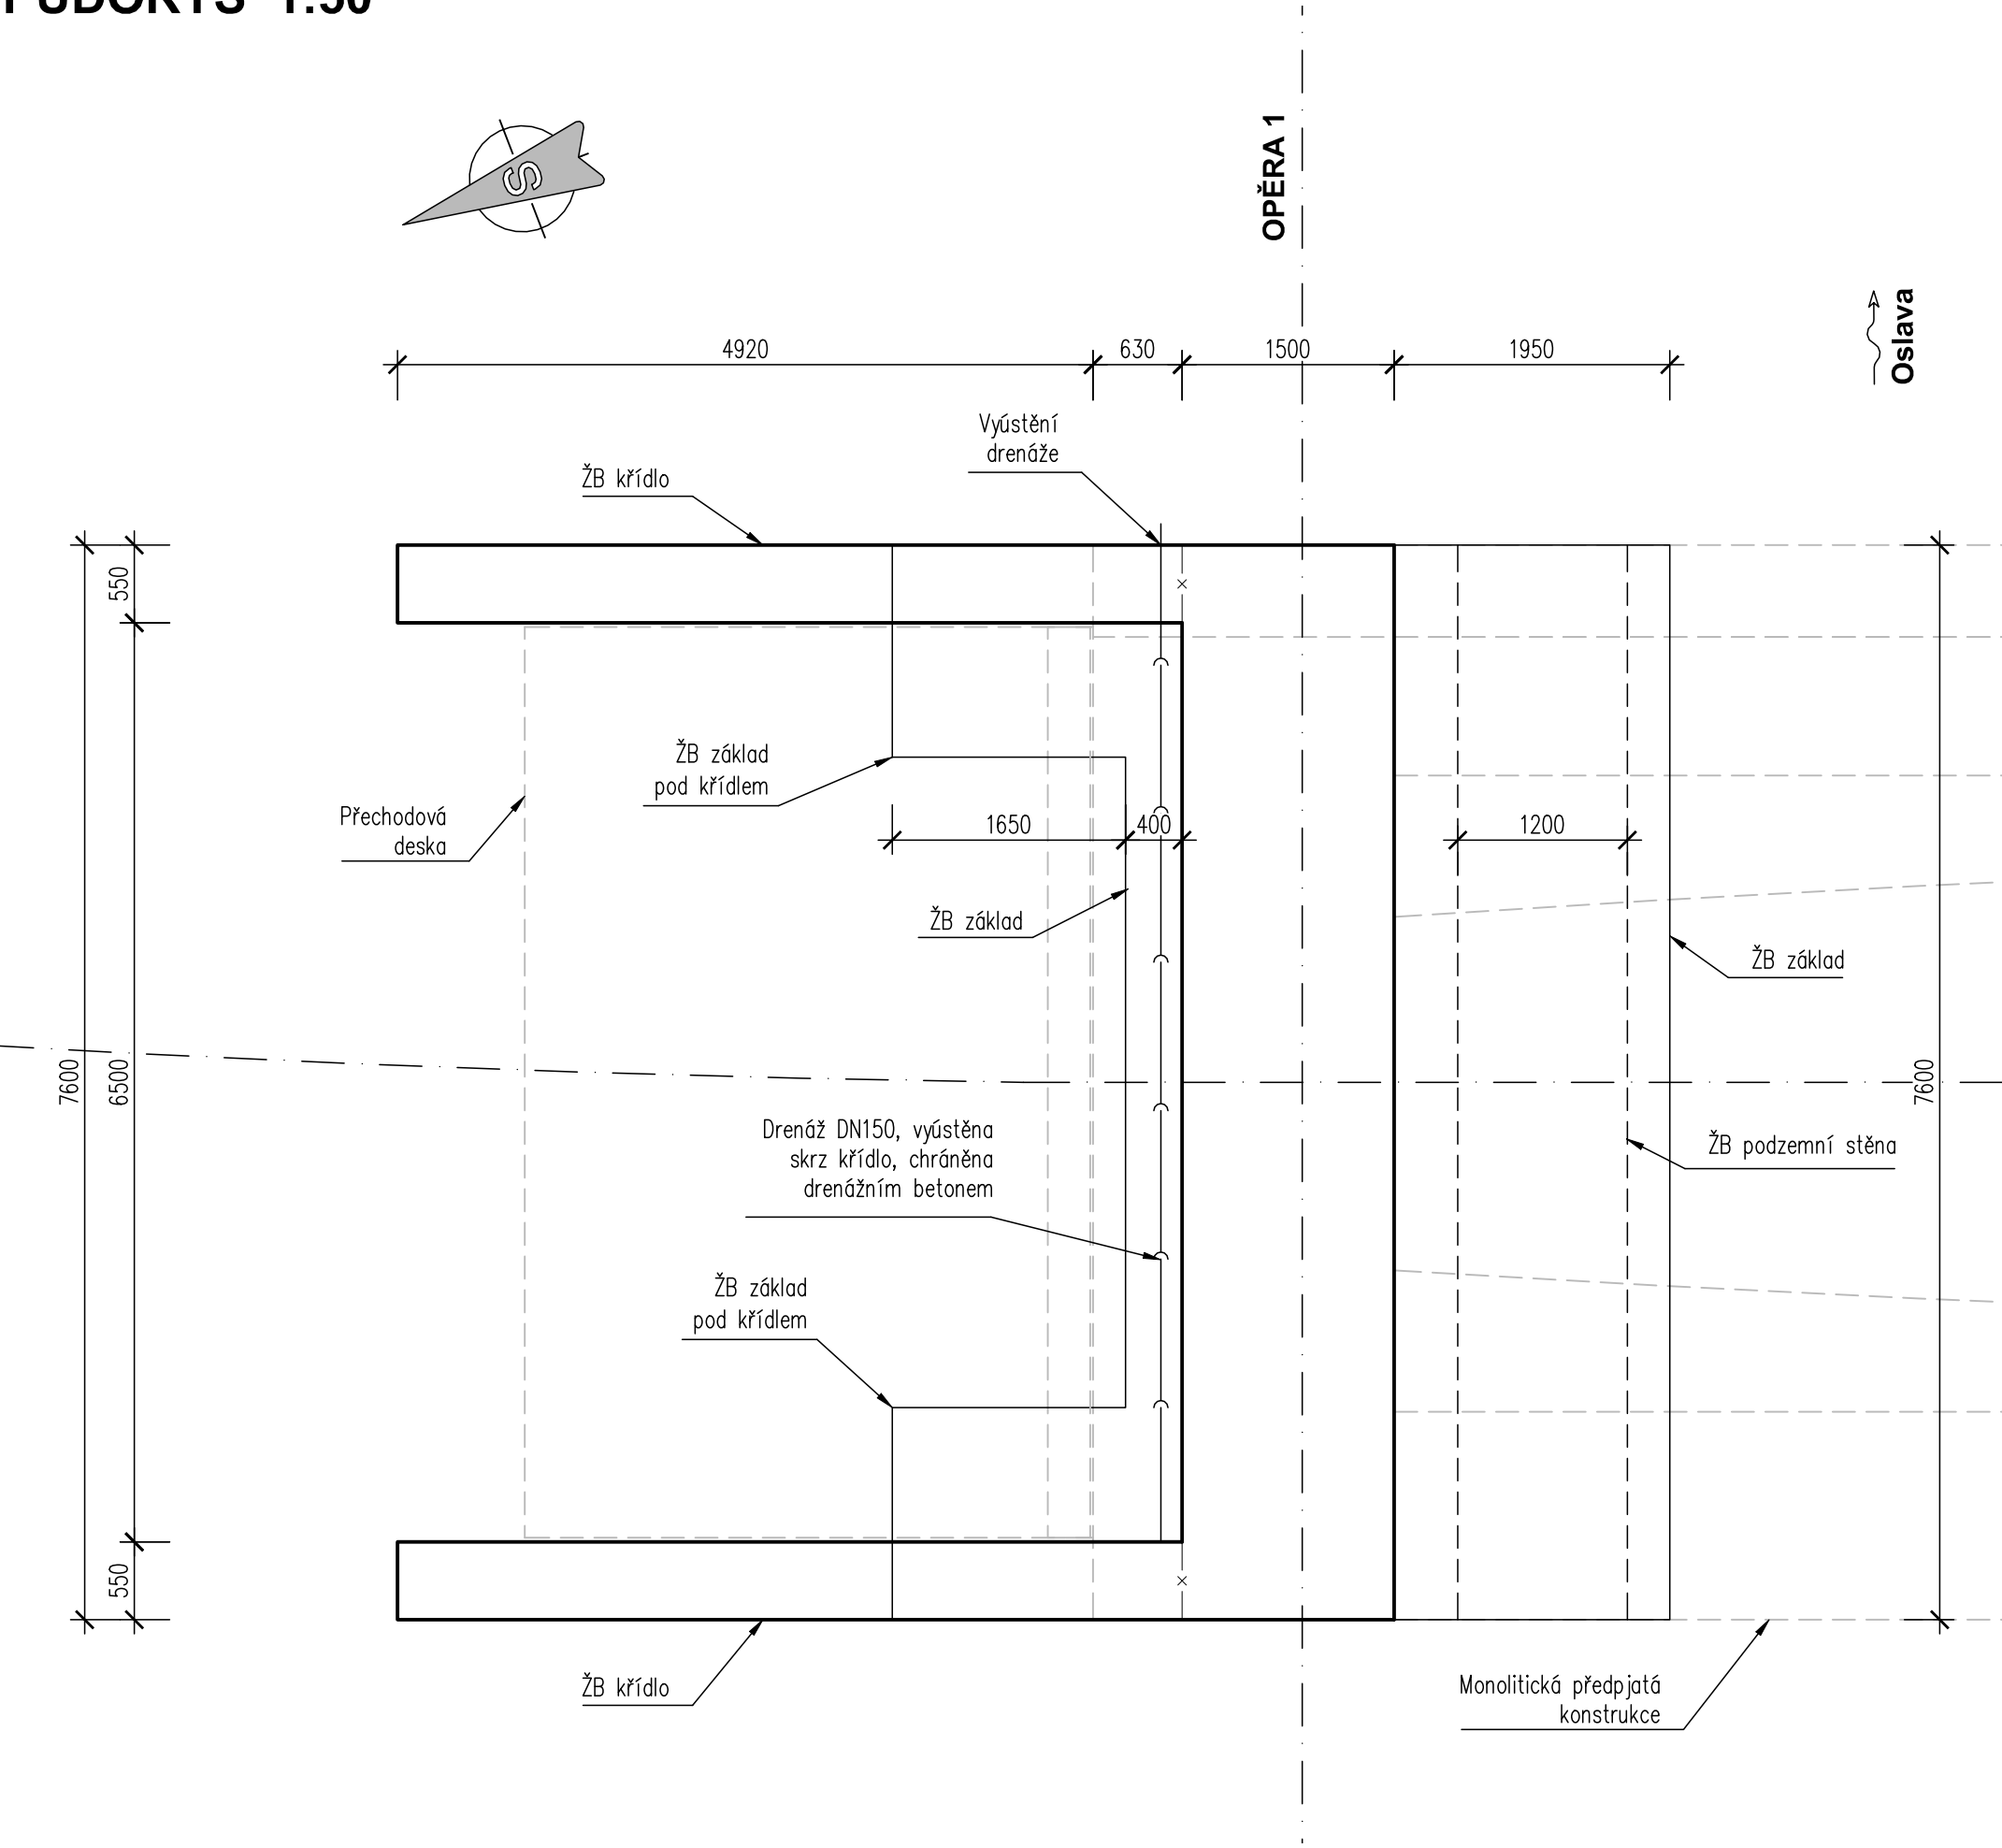 PŮDORYS 1:50
S
OPĚRA 1
Oslava
4920
630
1500
1950
Vyústění
drenáže
ŽB křídlo
550
ŽB základ
pod křídlem
Přechodová
deska
1650
400
1200
ŽB základ
ŽB základ
7600
6500
7600
Drenáž DN150, vyústěna
skrz křídlo, chráněna
drenážním betonem
ŽB podzemní stěna
ŽB základ
pod křídlem
550
ŽB křídlo
Monolitická předpjatá
konstrukce